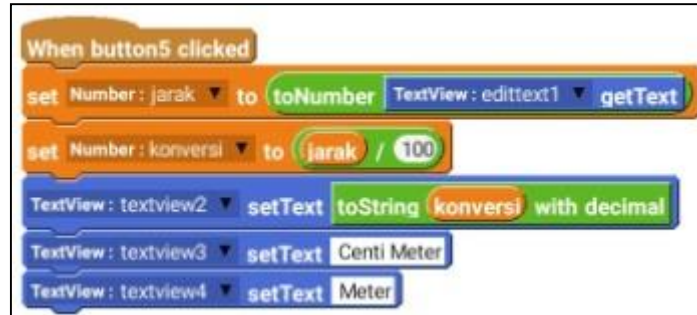 When button5 clicked
set Number : jarak ▼ to toNumber TextView : edittext1 ▼ getText
set Number : konversi ▼ to jarak / 100
TextView : textview2 ▼ setText toString konversi with decimal
TextView : textview3 ▼ setText Centi Meter
TextView : textview4 ▼ setText Meter